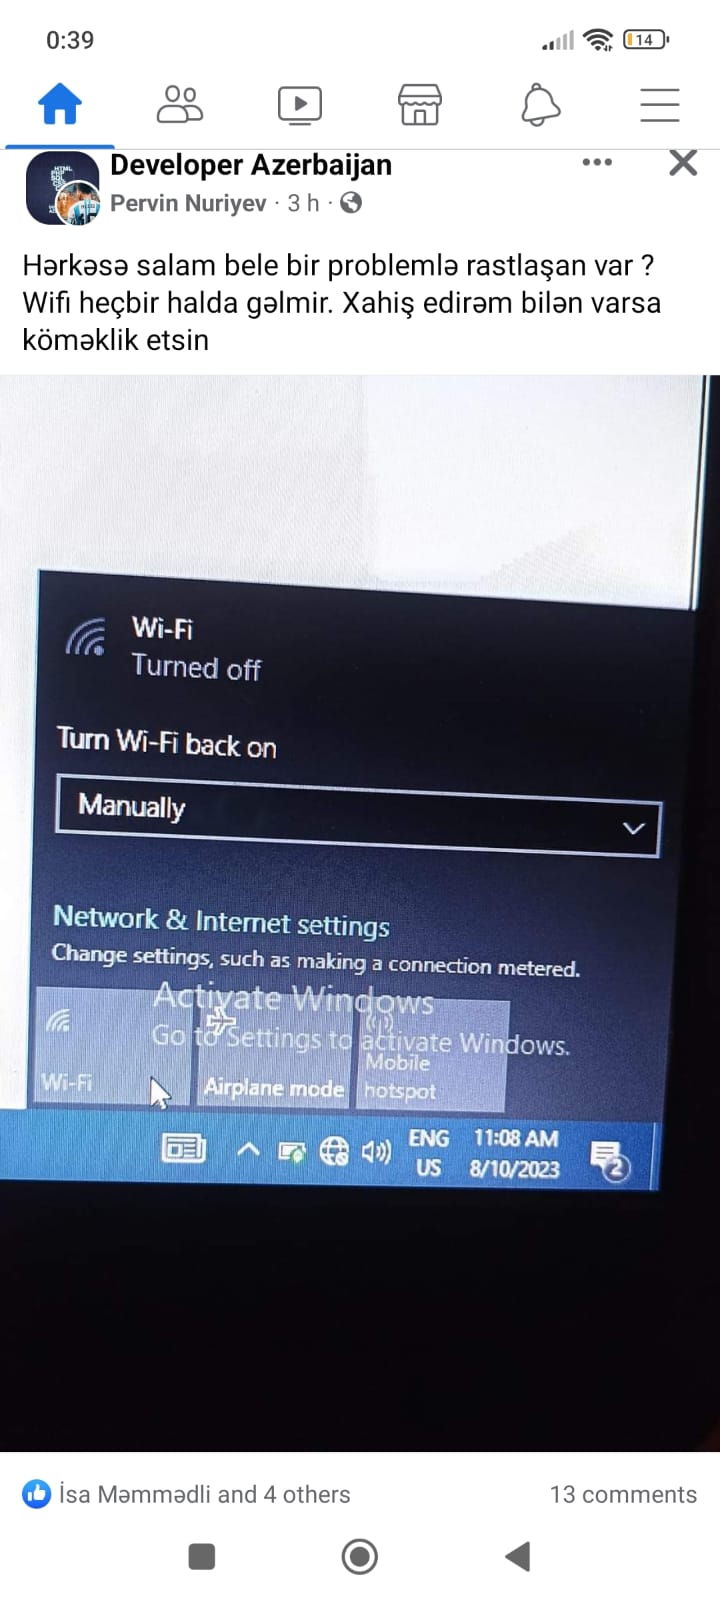 0:39
14
Developer Azerbaijan
Pervin Nuriyev · 3 h ·
Hərkəsə salam bele bir problemlə rastlaşan var ?
Wifi heçbir halda gəlmir. Xahiş edirəm bilən varsa
köməklik etsin
Wi-Fi
Turned off
Turn Wi-Fi back on
Manually
Network & Internet settings
Change settings, such as making a connection metered.
Activate Windows
Go to Settings to activate Windows.
Wi-Fi
Airplane mode
Mobile
hotspot
ENG
US
11:08 AM
8/10/2023
2
İsa Məmmədli and 4 others
13 comments